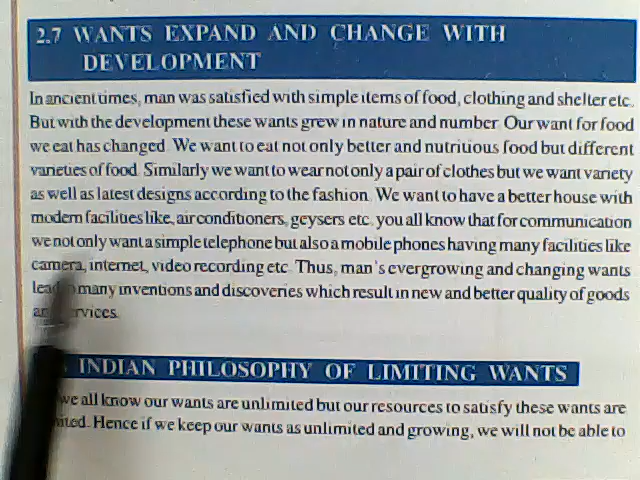 2.7 WANTS EXPAND AND CHANGE WITH
DEVELOPMENT
In ancient times, man was satisfied with simple items of food, clothing and shelter etc.
But with the development these wants grew in nature and number. Our want for food
we eat has changed. We want to eat not only better and nutritious food but different
varieties of food. Similarly we want to wear not only a pair of clothes but we want variety
as well as latest designs according to the fashion. We want to have a better house with
modern facilities like, air conditioners, geysers etc. you all know that for communication
we not only want a simple telephone but also a mobile phones having many facilities like
camera, internet, video recording etc. Thus, man's evergrowing and changing wants
many inventions and discoveries which result in new and better quality of goods
INDIAN PHILOSOPHY OF LIMITING WANTS
we all know our wants are unlimited but our resources to satisfy these wants are
Hence if we keep our wants as unlimited and growing, we will not be able to